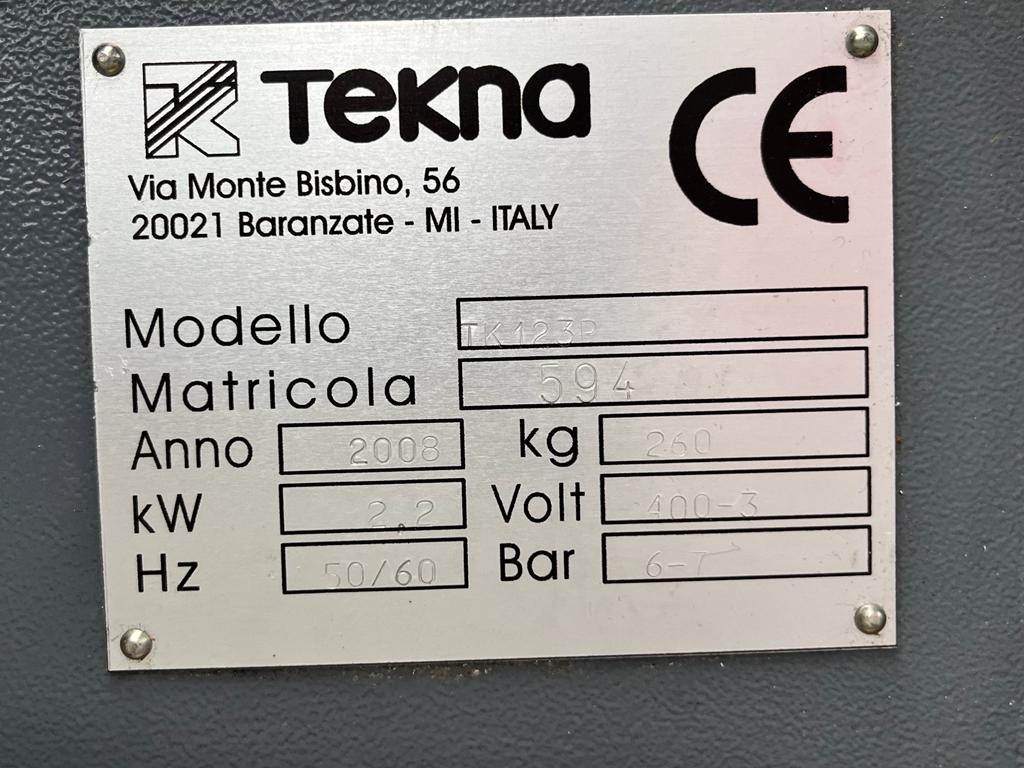 TK TEKNA
CE
Via Monte Bisbino, 56
20021 Baranzate - MI - ITALY
Modello TK123P
Matricola 594
Anno 2008 kg 260
kW 2,2 Volt 400-3
Hz 50/60 Bar 6-7